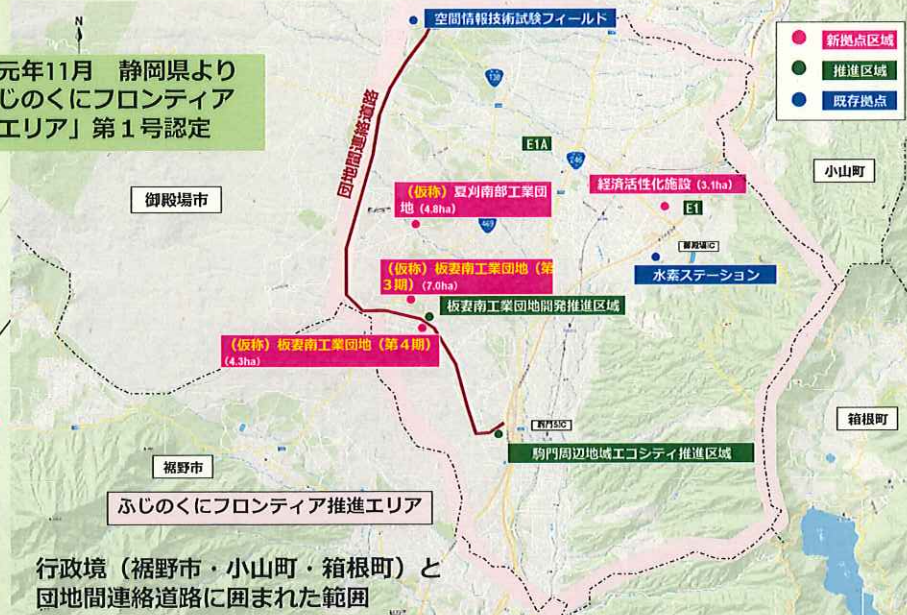 空間情報技術試験フィールド
N
元年11月 静岡県より
じのくにフロンティア
エリア」第1号認定
新拠点区域
推進区域
既存拠点
団地間連絡道路
138
E1A
246
小山町
御殿場市
(仮称) 夏刈南部工業団
地 (4.8ha)
経済活性化施設 (3.1ha)
E1
469
御殿場IC
水素ステーション
(仮称) 板妻南工業団地 (第
3期) (7.0ha)
板妻南工業団地開発推進区域
(仮称) 板妻南工業団地 (第4期)
(4.3ha)
駒門SIC
箱根町
駒門周辺地域エコシティ推進区域
裾野市
ふじのくにフロンティア推進エリア
行政境(裾野市・小山町・箱根町)と
団地間連絡道路に囲まれた範囲